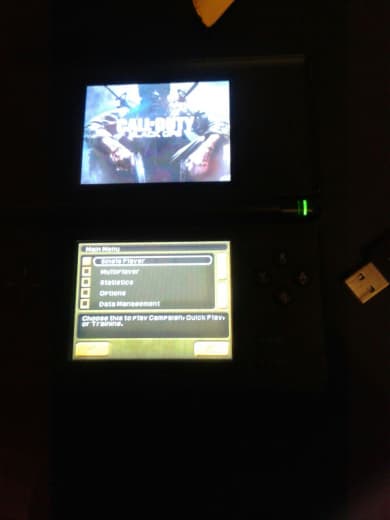 CALL OF DUTY
BLACK OPS
Main Menu
Single Player
Multiplayer
Statistics
Options
Data Management
Choose this to play Campaign, Quick Play,
or Training.